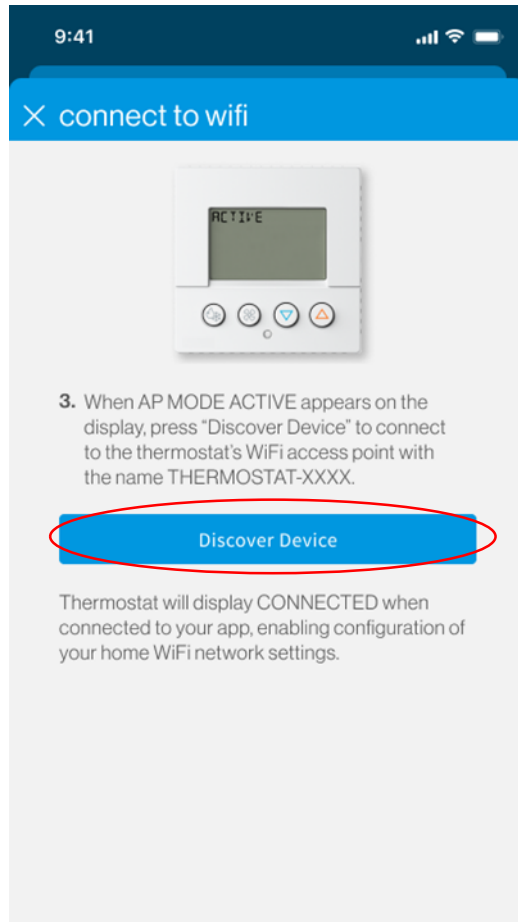 9:41
connect to wifi
ACTIVE
3. When AP MODE ACTIVE appears on the
display, press “Discover Device” to connect
to the thermostat’s WiFi access point with
the name THERMOSTAT-XXXX.
Discover Device
Thermostat will display CONNECTED when
connected to your app, enabling configuration of
your home WiFi network settings.